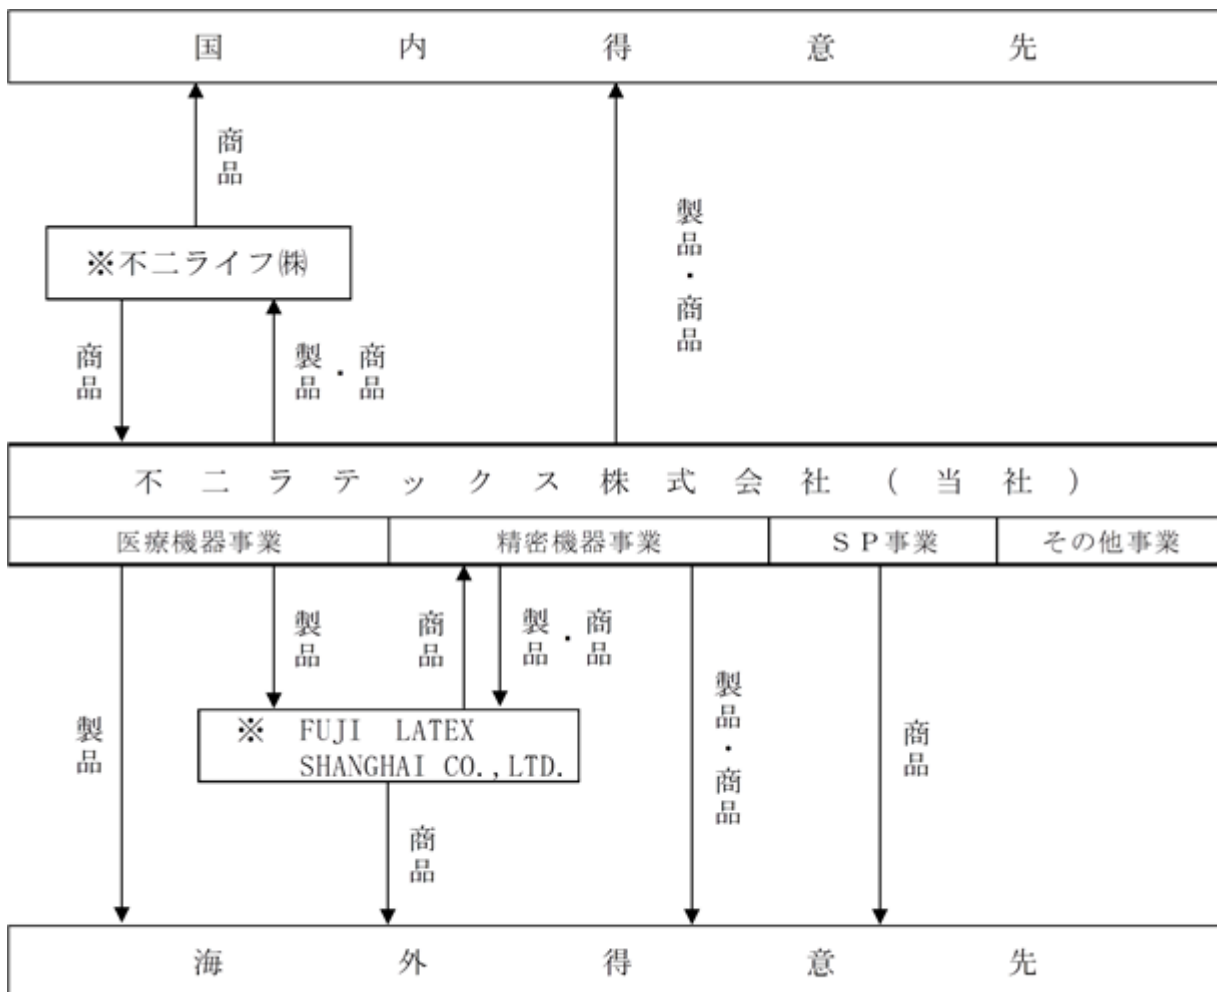 国内得意先
商品
製品・商品
※不二ライフ㈱
商品
製品・商品
不二ラテックス株式会社（当社）
医療機器事業
精密機器事業
ＳＰ事業
その他事業
製品
商品
製品・商品
製品
※ FUJI LATEX
SHANGHAI CO.,LTD.
製品・商品
商品
商品
海外得意先